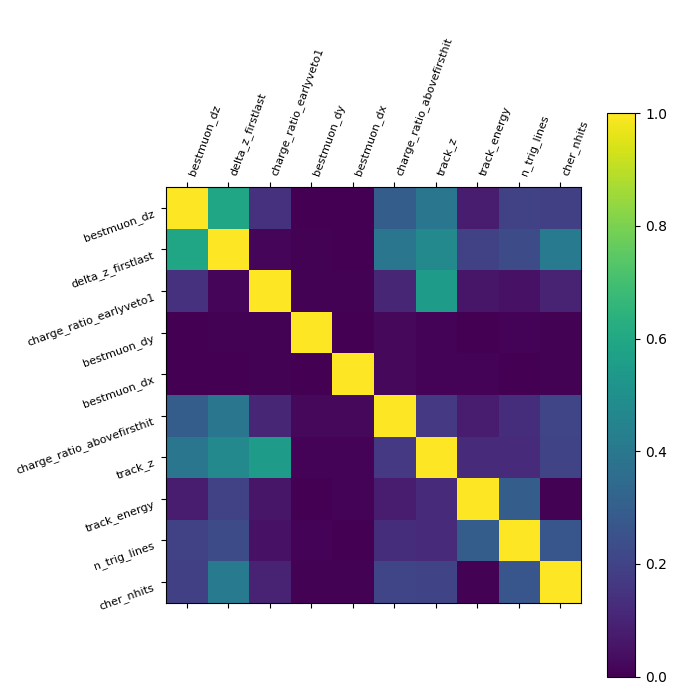 bestmuon_dz
delta_z_firstlast
charge_ratio_earlyveto1
bestmuon_dy
bestmuon_dx
charge_ratio_abovefirsthit
track_z
track_energy
n_trig_lines
cher_nhits
bestmuon_dz
delta_z_firstlast
charge_ratio_earlyveto1
bestmuon_dy
bestmuon_dx
charge_ratio_abovefirsthit
track_z
track_energy
n_trig_lines
cher_nhits
1.0
0.8
0.6
0.4
0.2
0.0